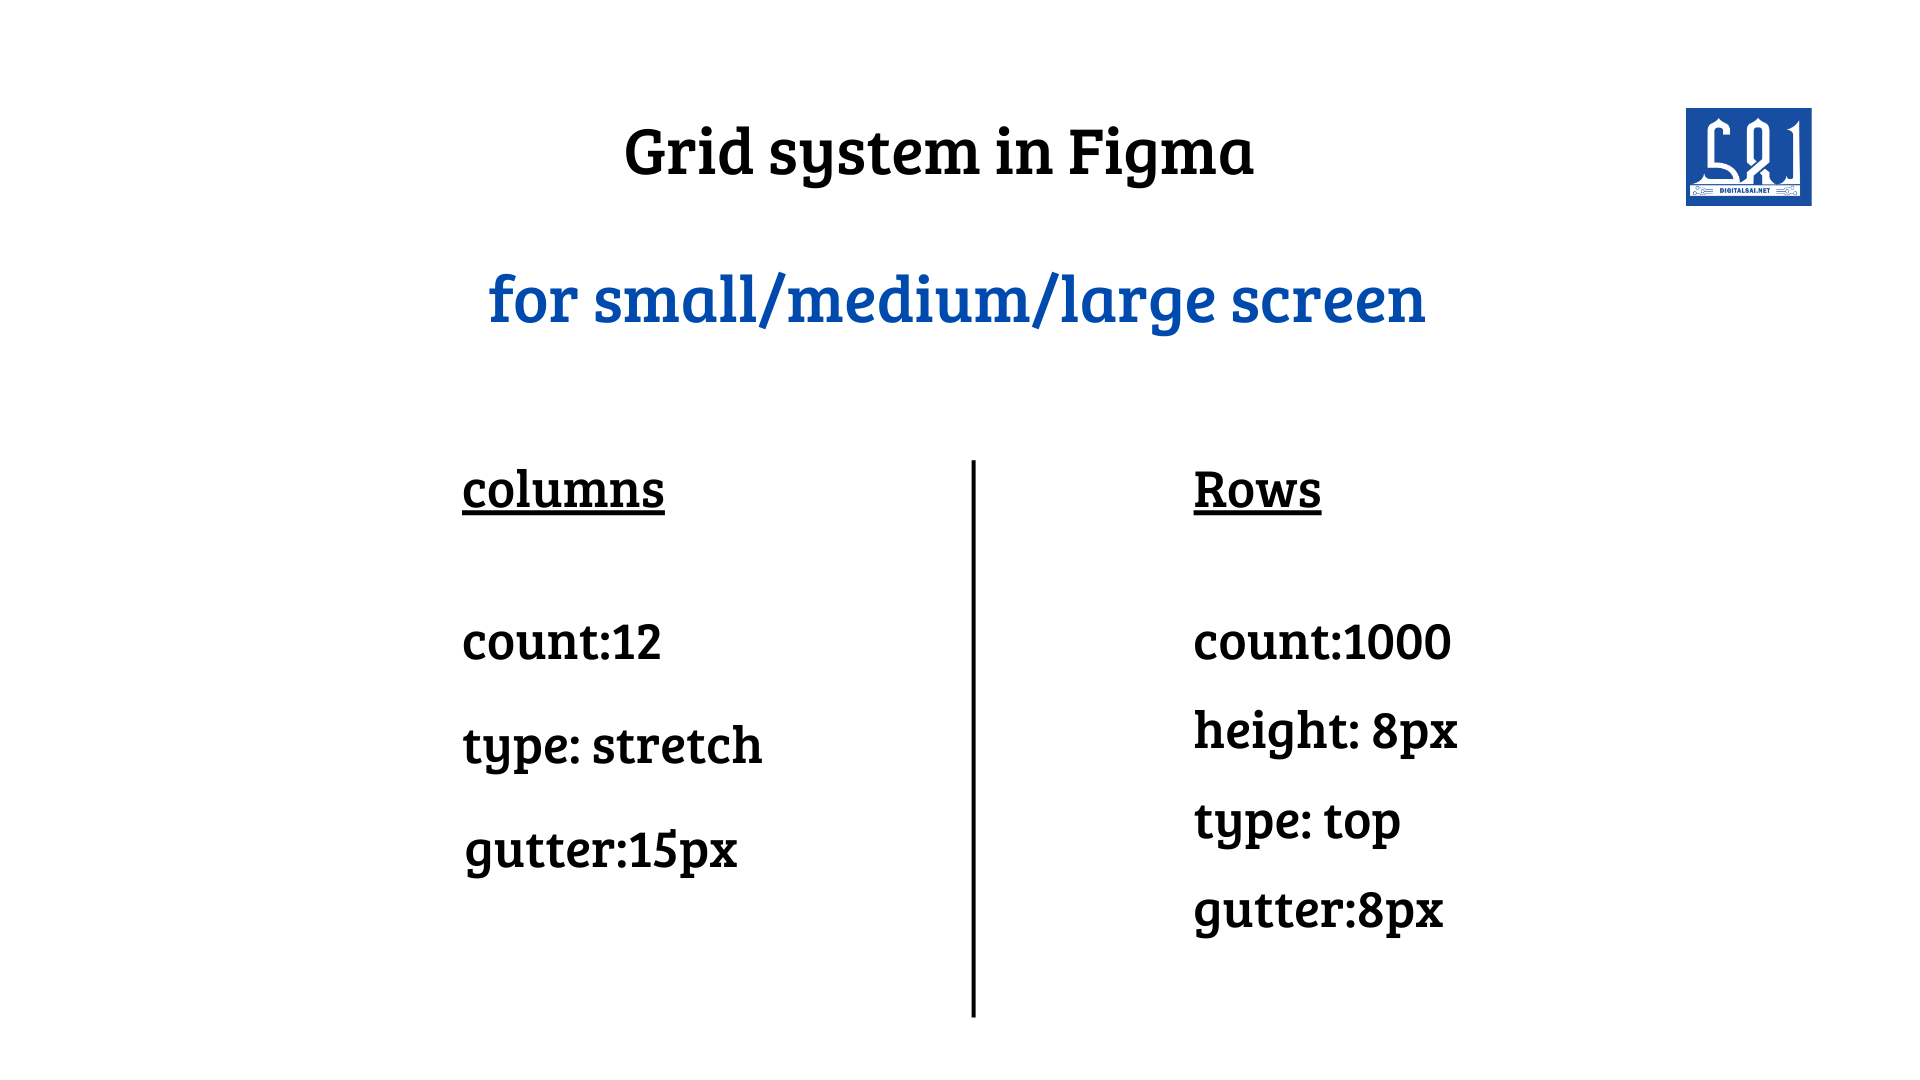 Grid system in Figma
for small/medium/large screen
SAI
DIGITALSAI.NET
columns
count:12
type: stretch
gutter:15px
Rows
count:1000
height: 8px
type: top
gutter:8px